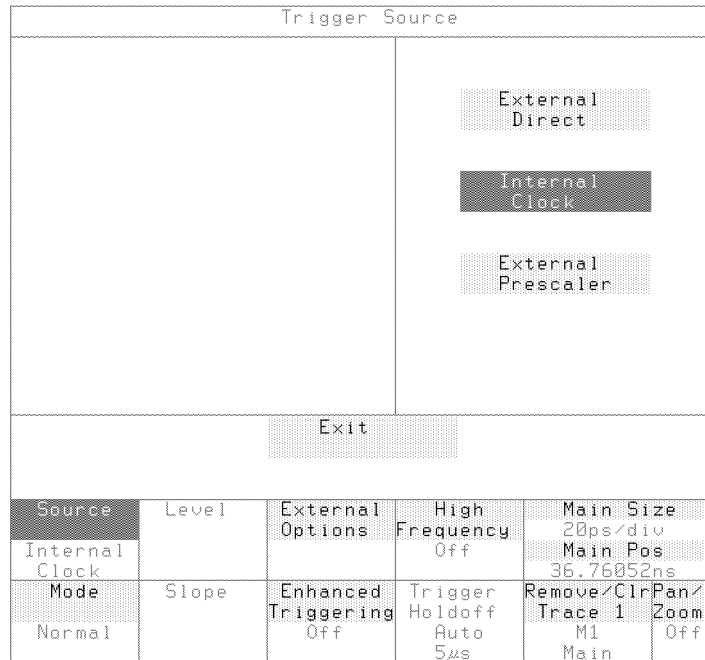 Trigger Source
External
Direct
Internal
Clock
External
Prescaler
Exit
Source
Internal
Clock
Level
External
Options
High
Frequency
Off
Main Size
20ps/div
Main Pos
36.76052ns
Mode
Normal
Slope
Enhanced
Triggering
Off
Trigger
Holdoff
Auto
5µs
Remove/Clr
Trace 1
M1
Main
Pan/
Zoom
Off